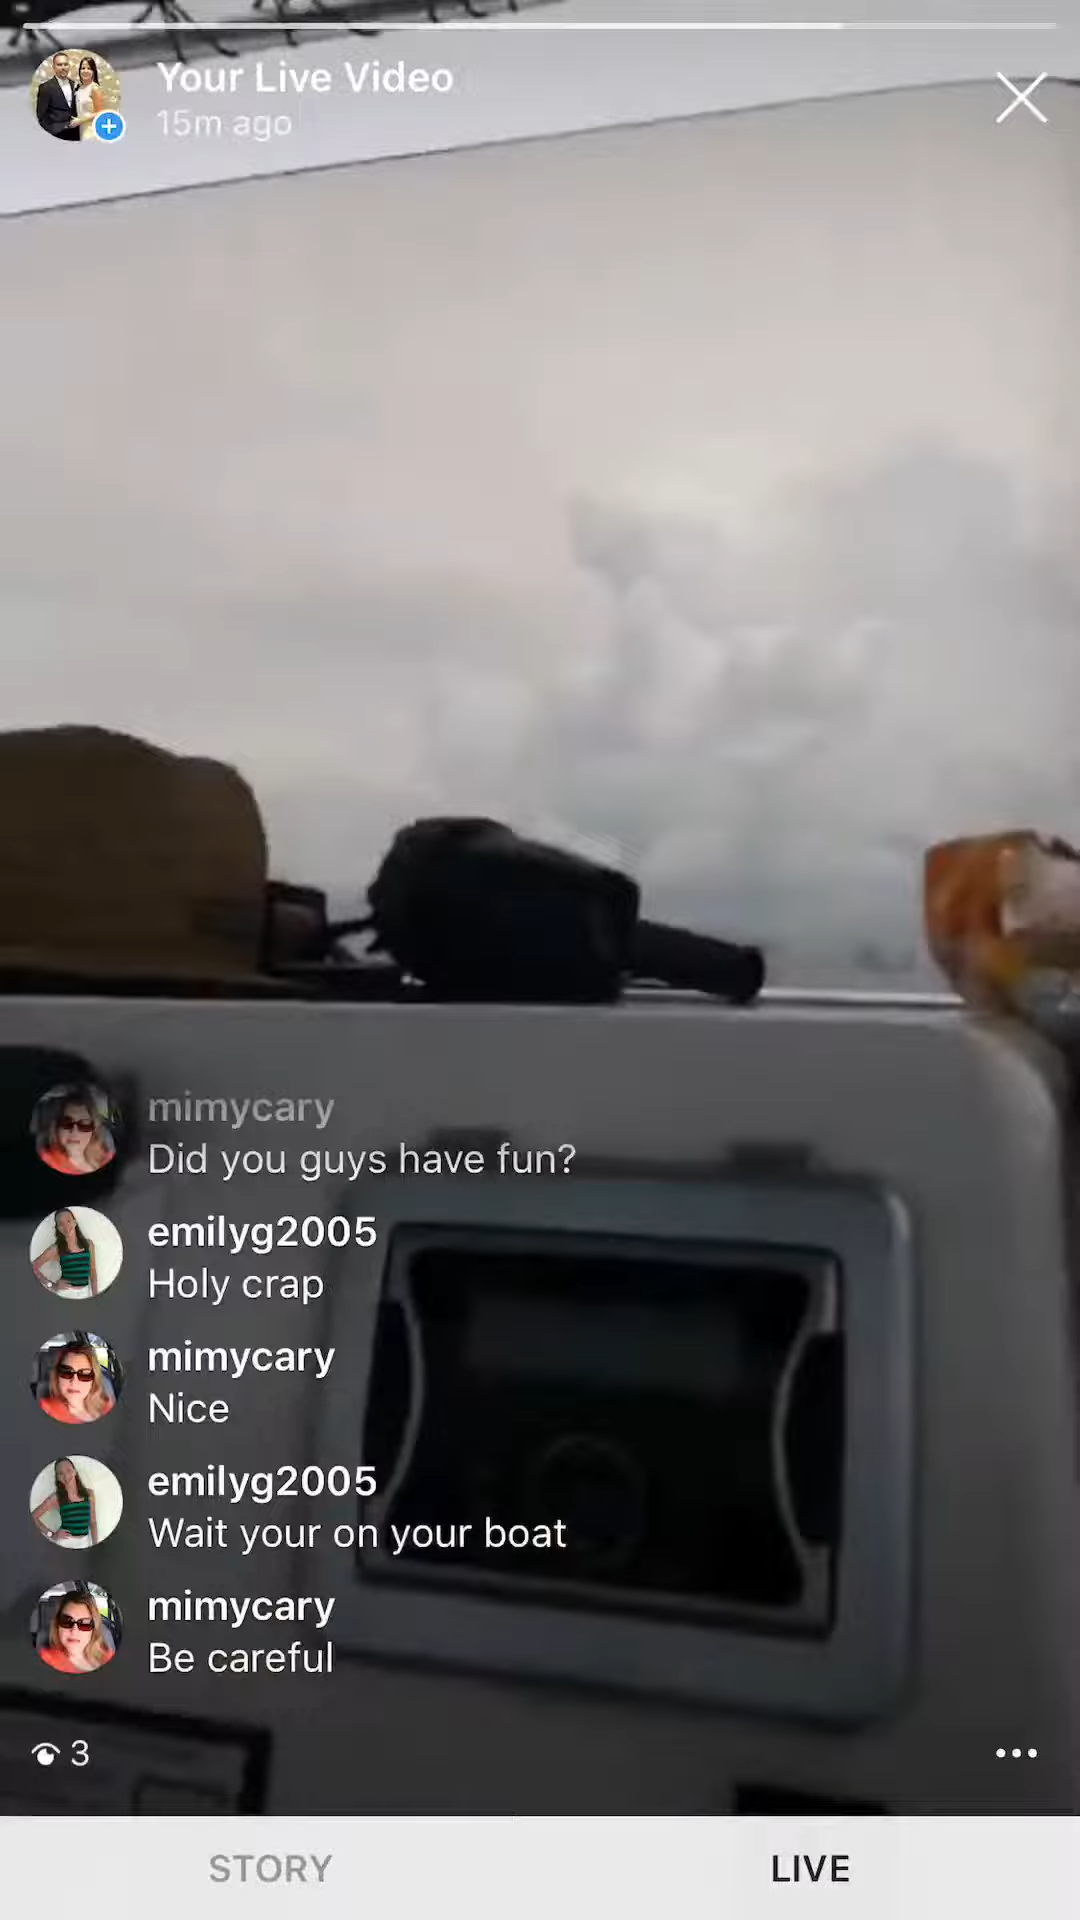 Your Live Video
15m ago
mimycary
Did you guys have fun?
emilyg2005
Holy crap
mimycary
Nice
emilyg2005
Wait your on your boat
mimycary
Be careful
3
STORY
LIVE